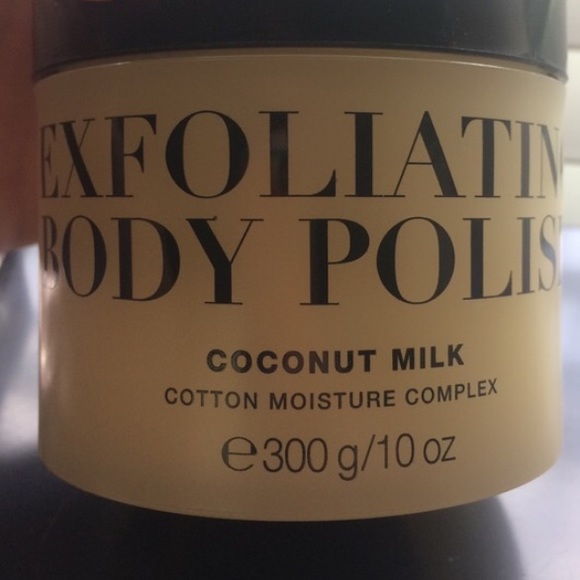 EXFOLIATIN
BODY POLIS
COCONUT MILK
COTTON MOISTURE COMPLEX
℮300 g/10 oz